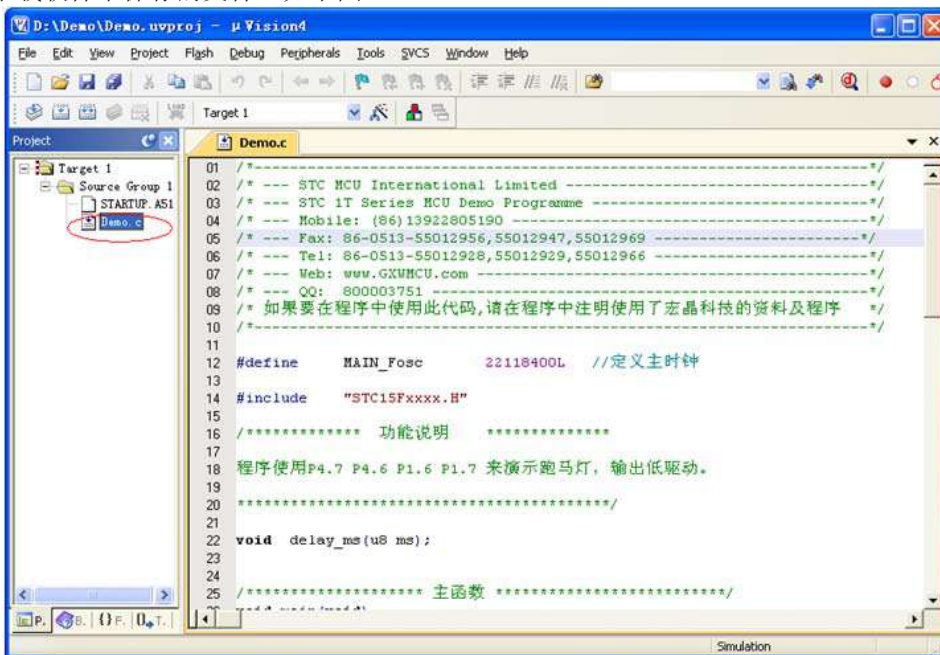 D:\Demo\Demo.uvproj - μVision4
File Edit View Project Flash Debug Peripherals Tools SVCS Window Help
Target 1
Project
Demo.c
Target 1
Source Group 1
STARTUP.A51
Demo.c
01 /*----------------------------------------------------------------------*/
02 /* --- STC MCU International Limited -----------------------------------*/
03 /* --- STC 1T Series MCU Demo Programme --------------------------------*/
04 /* --- Mobile: (86)13922805190 -----------------------------------------*/
05 /* --- Fax: 86-0513-55012956,55012947,55012969 ------------------------*/
06 /* --- Tel: 86-0513-55012928,55012929,55012966 -------------------------*/
07 /* --- Web: www.GXWMCU.com ---------------------------------------------*/
08 /* --- QQ: 800003751 --------------------------------------------------*/
09 /* 如果要在程序中使用此代码,请在程序中注明使用了宏晶科技的资料及程序 */
10 /*----------------------------------------------------------------------*/
11
12 #define MAIN_Fosc 22118400L //定义主时钟
13
14 #include "STC15Fxxxx.H"
15
16 /************* 功能说明 **************
17
18 程序使用P4.7 P4.6 P1.6 P1.7 来演示跑马灯, 输出低驱动。
19
20 ******************************************/
21
22 void delay_ms(u8 ms);
23
24
25 /******************** 主函数 **************************/
P. B. {} F. 0. T.
Simulation